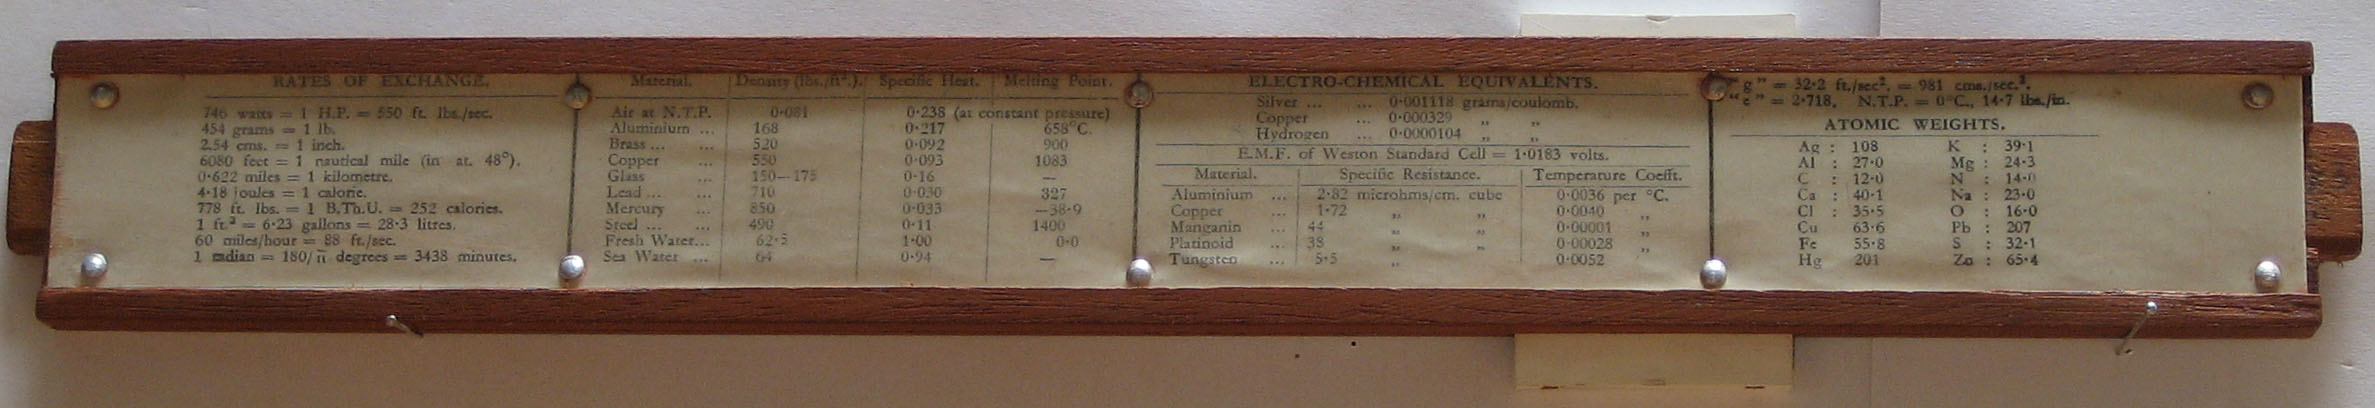 RATES OF EXCHANGE.
746 watts = 1 H.P. = 550 ft. lbs./sec.
454 grams = 1 lb.
2.54 cms. = 1 inch.
6080 feet = 1 nautical mile (in at. 48°).
0·622 miles = 1 kilometre.
4·18 joules = 1 calorie.
778 ft. lbs. = 1 B.Th.U. = 252 calories.
1 ft.³ = 6·23 gallons = 28·3 litres.
60 miles/hour = 88 ft./sec.
1 radian = 180/π degrees = 3438 minutes.
Material. Density (lbs./ft³.). Specific Heat. Melting Point.
Air at N.T.P. 0·081 0·238 (at constant pressure)
Aluminium ... 168 0·217 658°C.
Brass ... 520 0·092 900
Copper ... 550 0·093 1083
Glass ... 150—175 0·16 —
Lead ... ... 710 0·030 327
Mercury ... 850 0·033 —38·9
Steel ... ... 490 0·11 1400
Fresh Water... 62·5 1·00 0·0
Sea Water ... 64 0·94 —
ELECTRO-CHEMICAL EQUIVALENTS.
Silver ... ... 0·001118 grams/coulomb.
Copper ... 0·000329 „ „
Hydrogen ... 0·0000104 „ „
E.M.F. of Weston Standard Cell = 1·0183 volts.
Material. Specific Resistance. Temperature Coefft.
Aluminium ... 2·82 microhms/cm. cube 0·0036 per °C.
Copper ... 1·72 „ „ 0·0040 „
Manganin ... 44 „ „ 0·00001 „
Platinoid ... 38 „ „ 0·00028 „
Tungsten ... 5·5 „ 0·0052
"g" = 32·2 ft./sec². = 981 cms./sec.².
"e" = 2·718, N.T.P. = 0°C., 14·7 lbs./in.
ATOMIC WEIGHTS.
Ag : 108 K : 39·1
Al : 27·0 Mg : 24·3
C : 12·0 N : 14·0
Ca : 40·1 Na : 23·0
Cl : 35·5 O : 16·0
Cu : 63·6 Pb : 207
Fe : 55·8 S : 32·1
Hg 201 Zn : 65·4